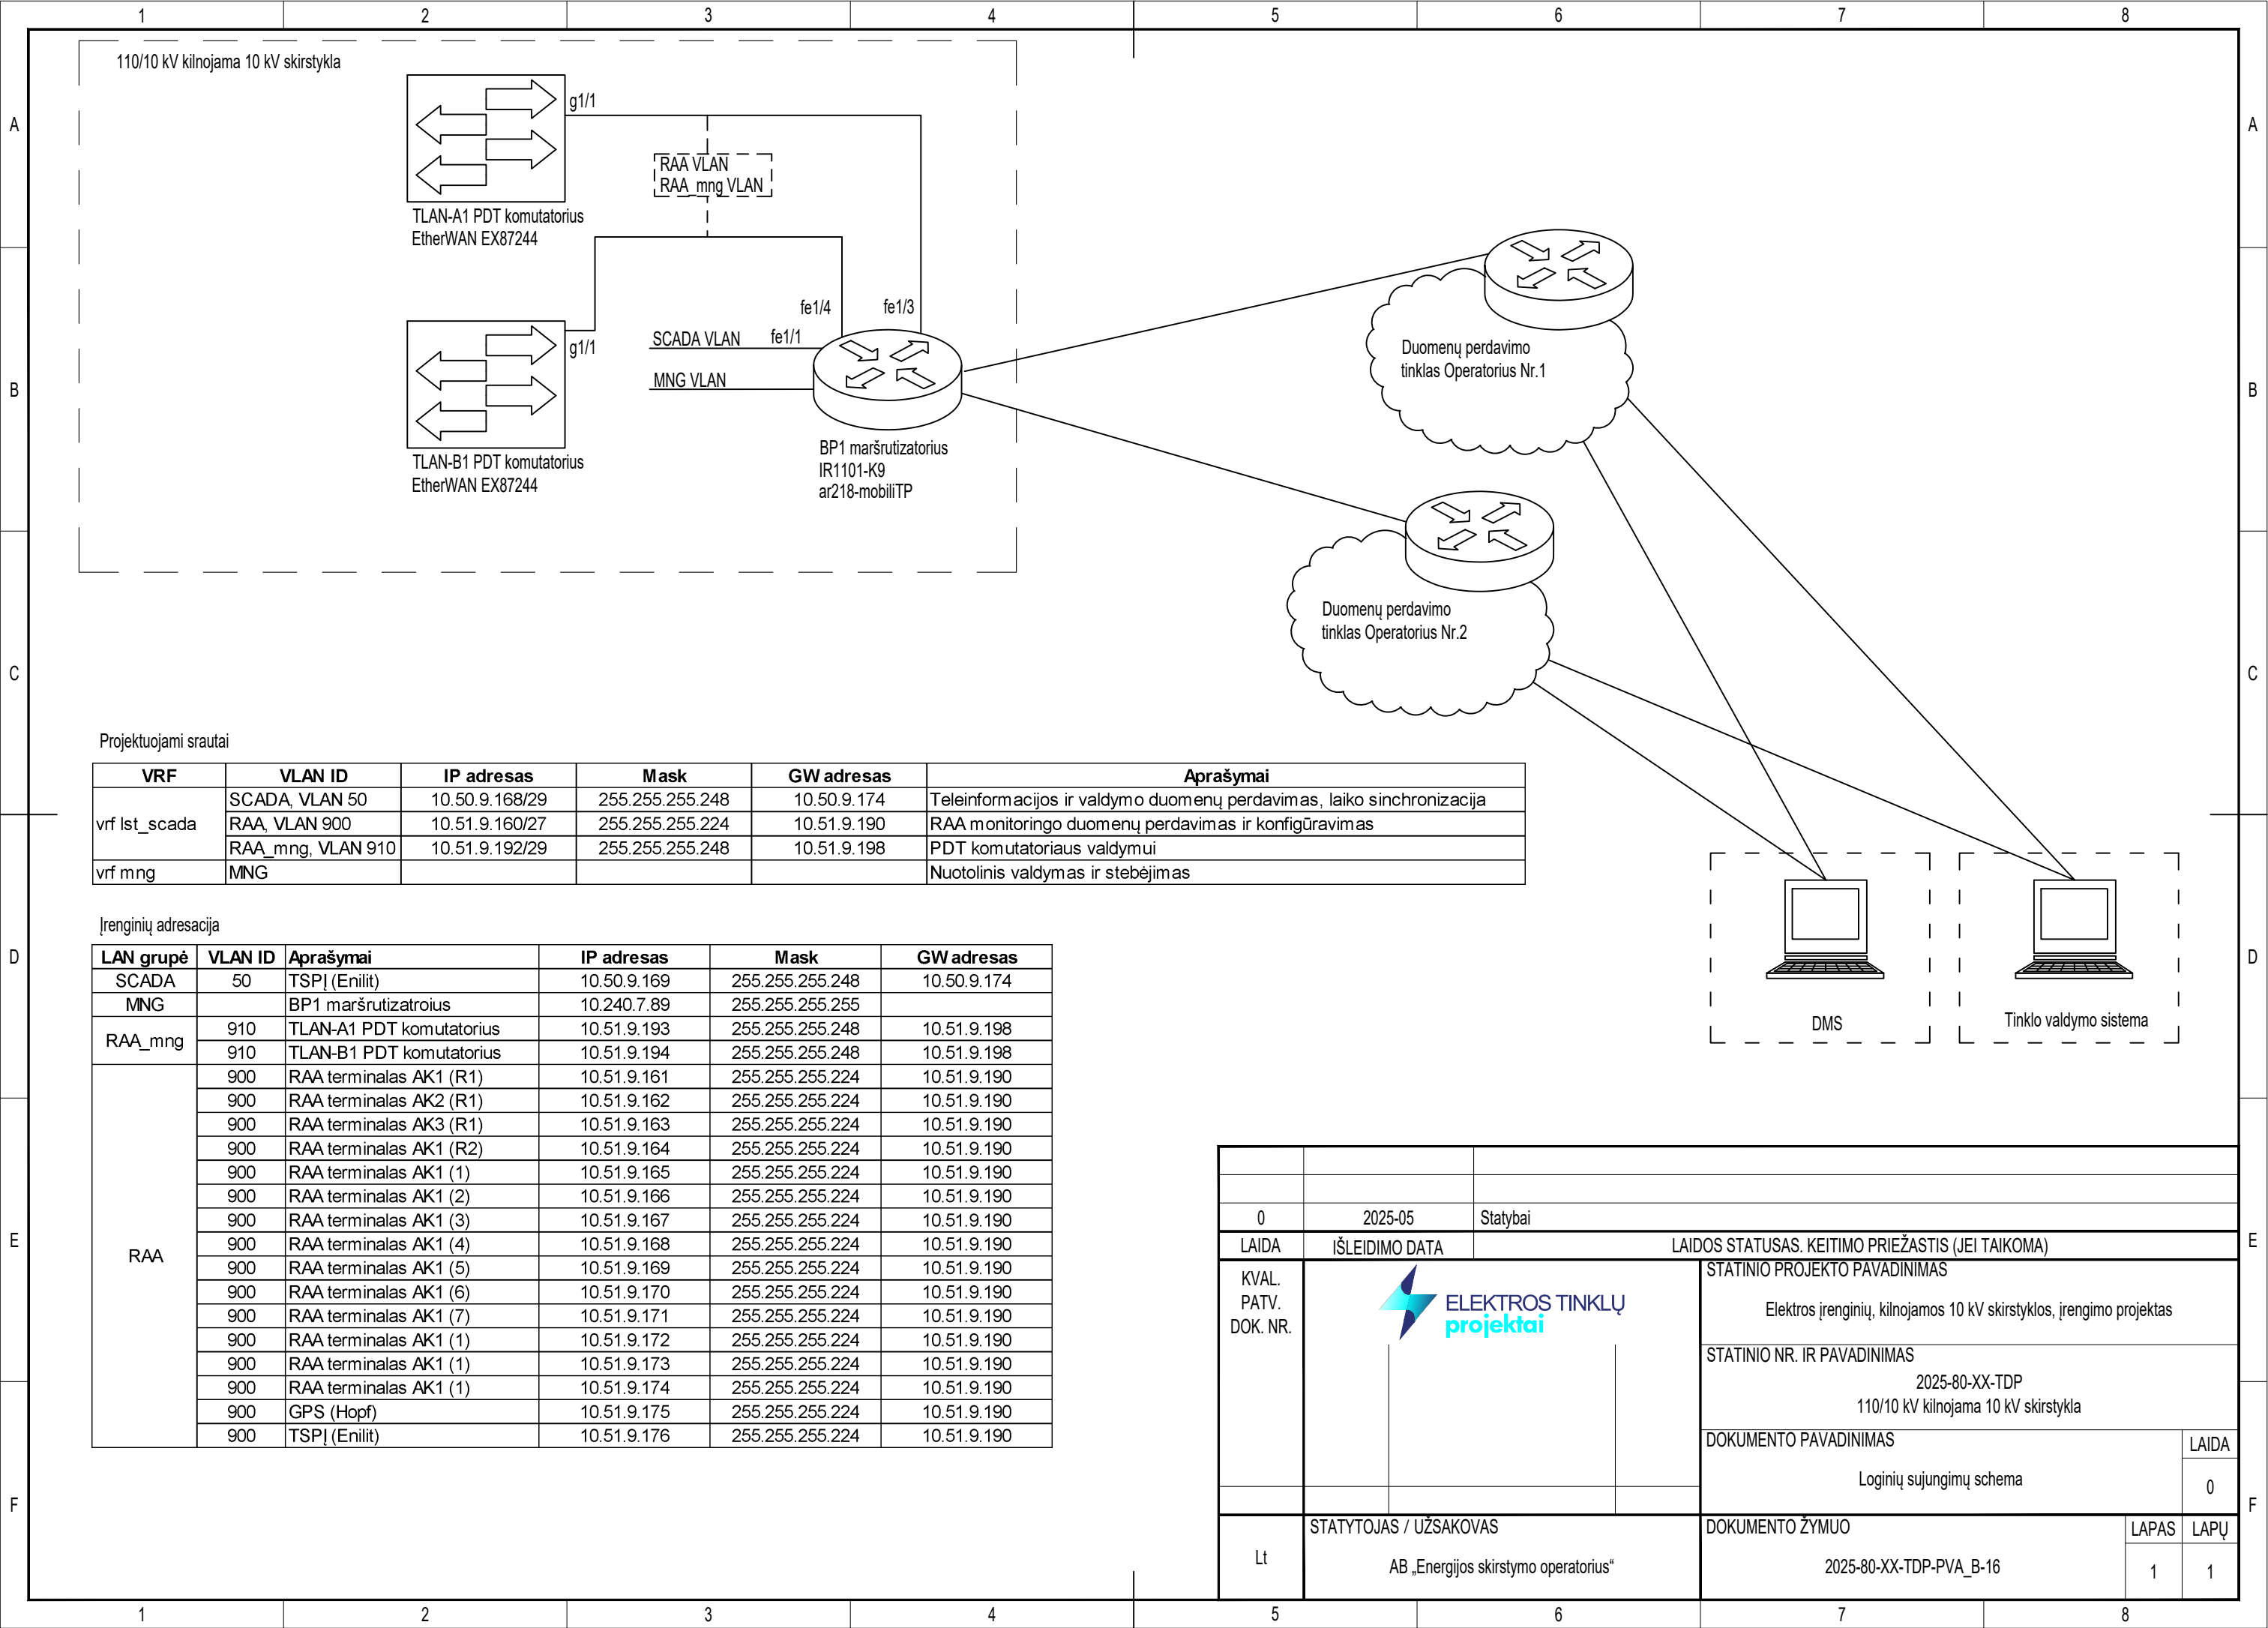 1 2 3 4 5 6 7 8
A A
B B
C C
D D
E E
F F
110/10 kV kilnojama 10 kV skirstykla
g1/1
RAA VLAN
RAA_mng VLAN
TLAN-A1 PDT komutatorius
EtherWAN EX87244
fe1/4 fe1/3
SCADA VLAN fe1/1
g1/1
MNG VLAN
TLAN-B1 PDT komutatorius
EtherWAN EX87244
BP1 maršrutizatorius
IR1101-K9
ar218-mobiliTP
Duomenų perdavimo
tinklas Operatorius Nr.1
Duomenų perdavimo
tinklas Operatorius Nr.2
DMS
Tinklo valdymo sistema
Projektuojami srautai
VRF VLAN ID IP adresas Mask GW adresas Aprašymai
SCADA, VLAN 50 10.50.9.168/29 255.255.255.248 10.50.9.174 Teleinformacijos ir valdymo duomenų perdavimas, laiko sinchronizacija
vrf lst_scada RAA, VLAN 900 10.51.9.160/27 255.255.255.224 10.51.9.190 RAA monitoringo duomenų perdavimas ir konfigūravimas
RAA_mng, VLAN 910 10.51.9.192/29 255.255.255.248 10.51.9.198 PDT komutatoriaus valdymui
vrf mng MNG Nuotolinis valdymas ir stebėjimas
Įrenginių adresacija
LAN grupė VLAN ID Aprašymai IP adresas Mask GW adresas
SCADA 50 TSPĮ (Enilit) 10.50.9.169 255.255.255.248 10.50.9.174
MNG BP1 maršrutizatroius 10.240.7.89 255.255.255.255
RAA_mng 910 TLAN-A1 PDT komutatorius 10.51.9.193 255.255.255.248 10.51.9.198
910 TLAN-B1 PDT komutatorius 10.51.9.194 255.255.255.248 10.51.9.198
RAA 900 RAA terminalas AK1 (R1) 10.51.9.161 255.255.255.224 10.51.9.190
900 RAA terminalas AK2 (R1) 10.51.9.162 255.255.255.224 10.51.9.190
900 RAA terminalas AK3 (R1) 10.51.9.163 255.255.255.224 10.51.9.190
900 RAA terminalas AK1 (R2) 10.51.9.164 255.255.255.224 10.51.9.190
900 RAA terminalas AK1 (1) 10.51.9.165 255.255.255.224 10.51.9.190
900 RAA terminalas AK1 (2) 10.51.9.166 255.255.255.224 10.51.9.190
900 RAA terminalas AK1 (3) 10.51.9.167 255.255.255.224 10.51.9.190
900 RAA terminalas AK1 (4) 10.51.9.168 255.255.255.224 10.51.9.190
900 RAA terminalas AK1 (5) 10.51.9.169 255.255.255.224 10.51.9.190
900 RAA terminalas AK1 (6) 10.51.9.170 255.255.255.224 10.51.9.190
900 RAA terminalas AK1 (7) 10.51.9.171 255.255.255.224 10.51.9.190
900 RAA terminalas AK1 (1) 10.51.9.172 255.255.255.224 10.51.9.190
900 RAA terminalas AK1 (1) 10.51.9.173 255.255.255.224 10.51.9.190
900 RAA terminalas AK1 (1) 10.51.9.174 255.255.255.224 10.51.9.190
900 GPS (Hopf) 10.51.9.175 255.255.255.224 10.51.9.190
900 TSPĮ (Enilit) 10.51.9.176 255.255.255.224 10.51.9.190
0 2025-05 Statybai
LAIDA IŠLEIDIMO DATA LAIDOS STATUSAS. KEITIMO PRIEŽASTIS (JEI TAIKOMA)
KVAL.
PATV.
DOK. NR.
ELEKTROS TINKLŲ
projektai
STATINIO PROJEKTO PAVADINIMAS
Elektros įrenginių, kilnojamos 10 kV skirstyklos, įrengimo projektas
STATINIO NR. IR PAVADINIMAS
2025-80-XX-TDP
110/10 kV kilnojama 10 kV skirstykla
DOKUMENTO PAVADINIMAS LAIDA
Loginių sujungimų schema 0
Lt
STATYTOJAS / UŽSAKOVAS
AB „Energijos skirstymo operatorius“
DOKUMENTO ŽYMUO LAPAS LAPŲ
2025-80-XX-TDP-PVA_B-16 1 1
1 2 3 4 5 6 7 8